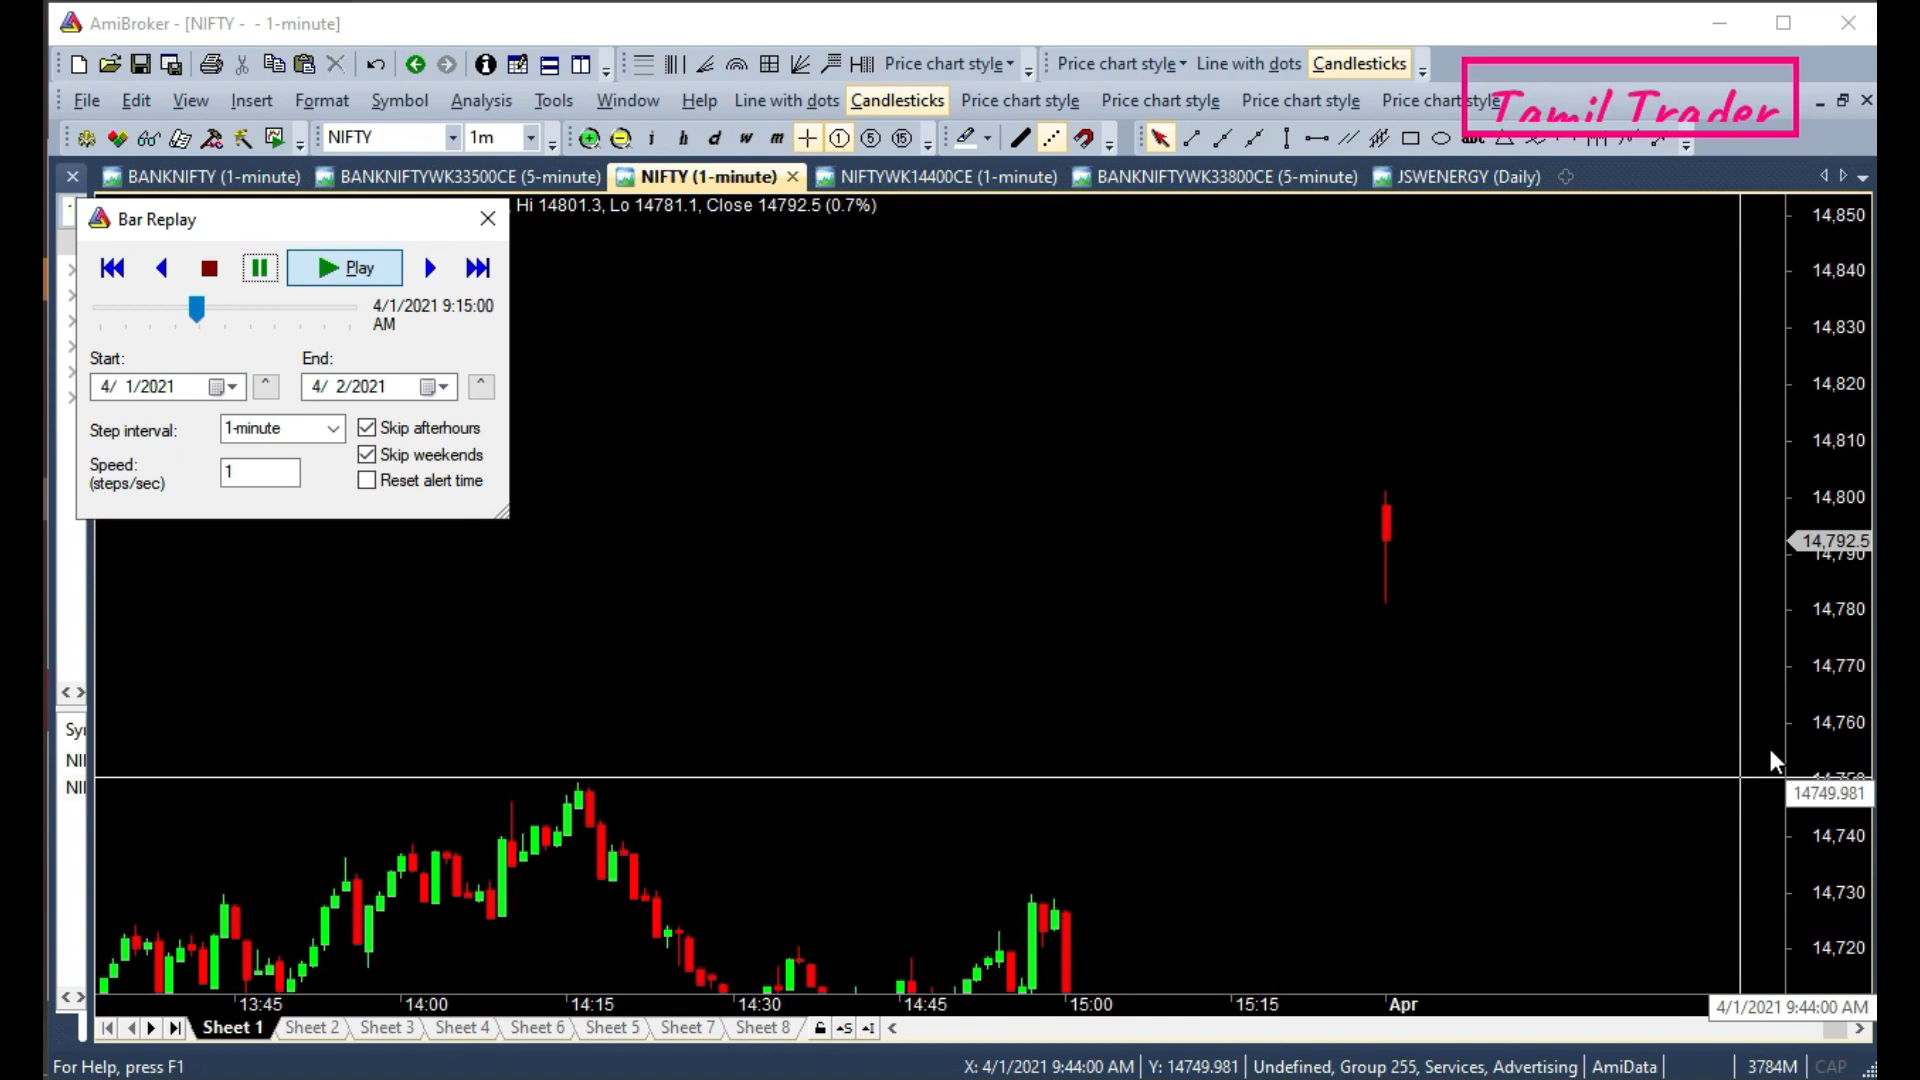 AmiBroker - [NIFTY - - 1-minute]
Price chart style Price chart style Line with dots Candlesticks
File Edit View Insert Format Symbol Analysis Tools Window Help Line with dots Candlesticks Price chart style Price chart style Price chart style Price chart style
Tamil Trader
NIFTY 1m i h d w m 1 5 15 abc
BANKNIFTY (1-minute) BANKNIFTYWK33500CE (5-minute) NIFTY (1-minute) NIFTYWK14400CE (1-minute) BANKNIFTYWK33800CE (5-minute) JSWENERGY (Daily)
, Hi 14801.3, Lo 14781.1, Close 14792.5 (0.7%)
Bar Replay
Play
4/1/2021 9:15:00
AM
Start: End:
4/ 1/2021 4/ 2/2021
Step interval: 1-minute Skip afterhours
Skip weekends
Speed: 1
(steps/sec) Reset alert time
14,850
14,840
14,830
14,820
14,810
14,800
14,792.5
14,790
14,780
14,770
14,760
14749.981
14,740
14,730
14,720
13:45 14:00 14:15 14:30 14:45 15:00 15:15 Apr
4/1/2021 9:44:00 AM
Sheet 1 Sheet 2 Sheet 3 Sheet 4 Sheet 6 Sheet 5 Sheet 7 Sheet 8
For Help, press F1 X: 4/1/2021 9:44:00 AM Y: 14749.981 Undefined, Group 255, Services, Advertising AmiData 3784M CAP